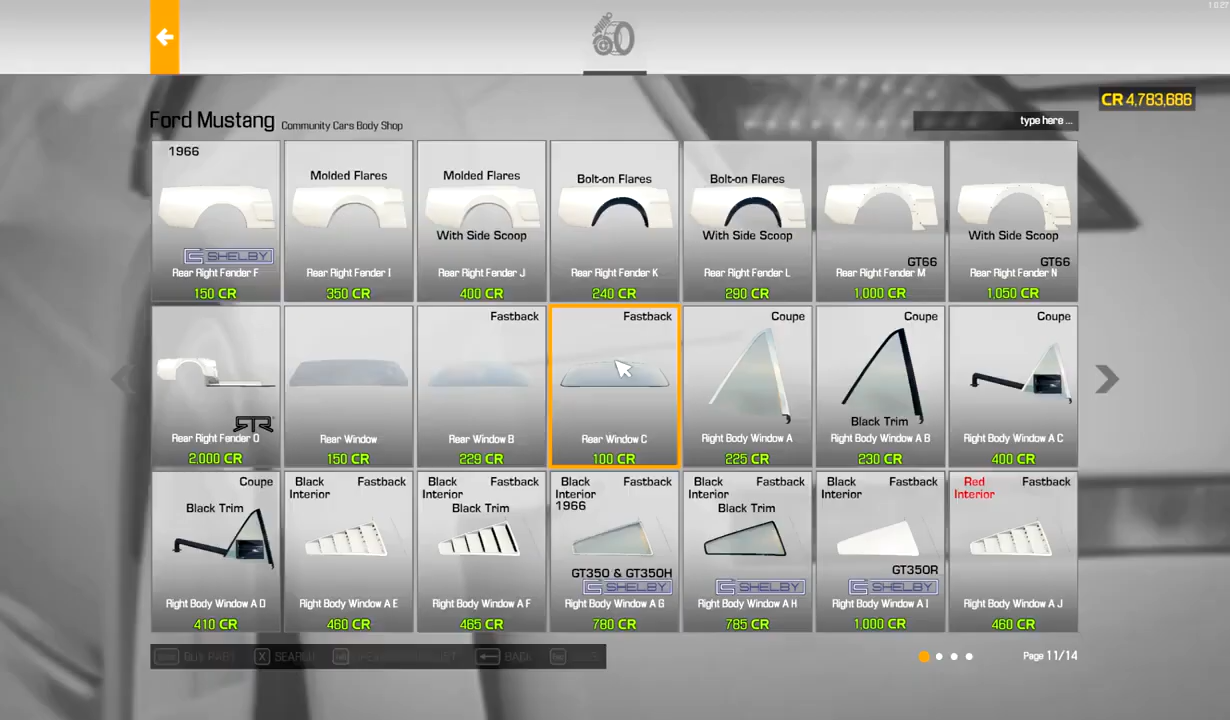 16:27
CR 4,783,686
Ford Mustang Community Cars Body Shop
type here ...
1966
SHELBY
Rear Right Fender F
150 CR
Molded Flares
Rear Right Fender I
350 CR
Molded Flares
With Side Scoop
Rear Right Fender J
400 CR
Bolt-on Flares
Rear Right Fender K
240 CR
Bolt-on Flares
With Side Scoop
Rear Right Fender L
290 CR
GT66
Rear Right Fender M
1,000 CR
With Side Scoop
GT66
Rear Right Fender N
1,050 CR
RTR
Rear Right Fender O
2,000 CR
Rear Window
150 CR
Fastback
Rear Window B
229 CR
Fastback
Rear Window C
100 CR
Coupe
Right Body Window A
225 CR
Coupe
Black Trim
Right Body Window A B
230 CR
Coupe
Right Body Window A C
400 CR
Coupe
Black Trim
Right Body Window A D
410 CR
Black Interior
Fastback
Right Body Window A E
460 CR
Black Interior
Fastback
Black Trim
Right Body Window A F
465 CR
Black Interior
Fastback
1966
GT350 & GT350H
SHELBY
Right Body Window A G
780 CR
Black Interior
Fastback
Black Trim
SHELBY
Right Body Window A H
785 CR
Black Interior
Fastback
GT350R
SHELBY
Right Body Window A I
1,000 CR
Red Interior
Fastback
Right Body Window A J
460 CR
BUY PART
X SEARCH
BACK
Page 11/14